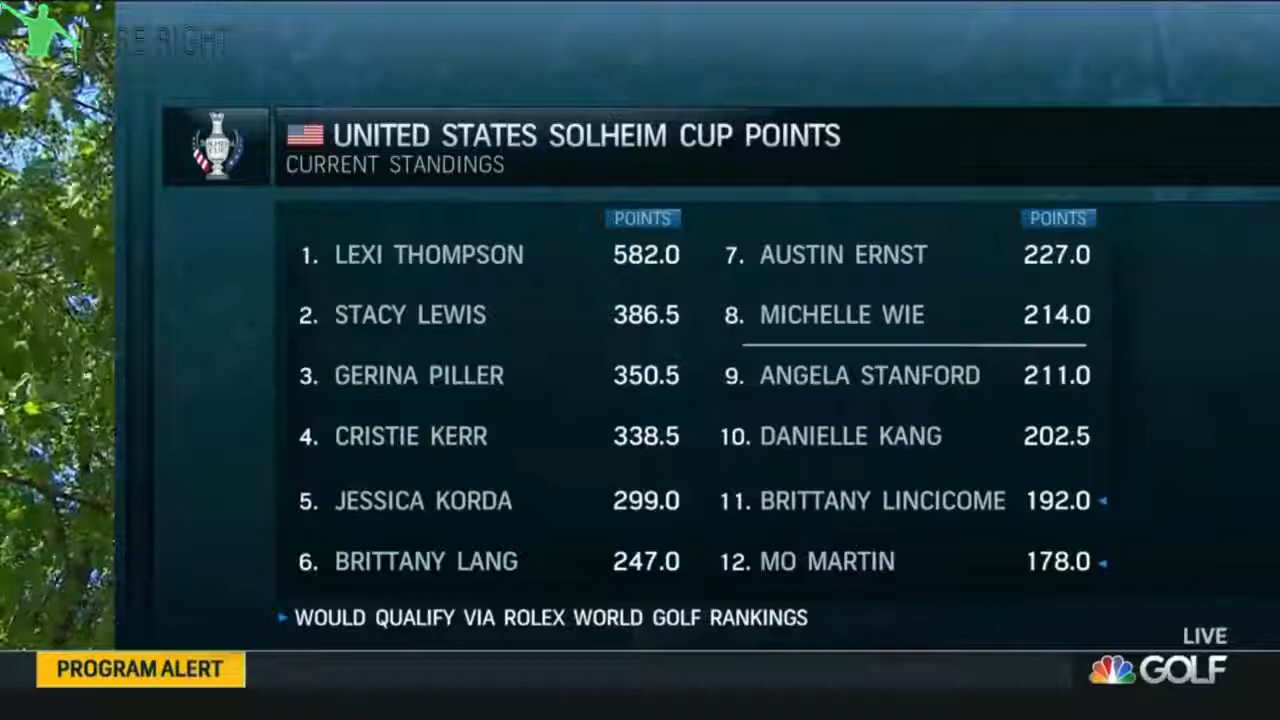 UNITED STATES SOLHEIM CUP POINTS
CURRENT STANDINGS
POINTS
1. LEXI THOMPSON 582.0
2. STACY LEWIS 386.5
3. GERINA PILLER 350.5
4. CRISTIE KERR 338.5
5. JESSICA KORDA 299.0
6. BRITTANY LANG 247.0
POINTS
7. AUSTIN ERNST 227.0
8. MICHELLE WIE 214.0
9. ANGELA STANFORD 211.0
10. DANIELLE KANG 202.5
11. BRITTANY LINCICOME 192.0
12. MO MARTIN 178.0
WOULD QUALIFY VIA ROLEX WORLD GOLF RANKINGS
LIVE
PROGRAM ALERT
GOLF